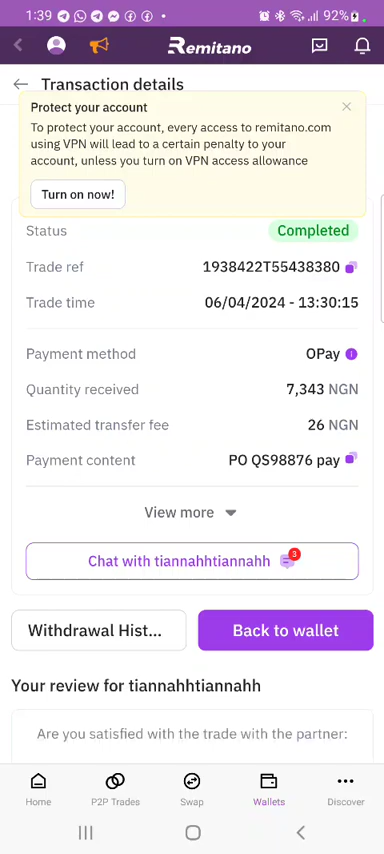 1:39
92%
Remitano
Transaction details
Protect your account
To protect your account, every access to remitano.com
using VPN will lead to a certain penalty to your
account, unless you turn on VPN access allowance
Turn on now!
Status Completed
Trade ref 1938422T55438380
Trade time 06/04/2024 - 13:30:15
Payment method OPay
Quantity received 7,343 NGN
Estimated transfer fee 26 NGN
Payment content PO QS98876 pay
View more
Chat with tiannahhtiannahh 3
Withdrawal Hist... Back to wallet
Your review for tiannahhtiannahh
Are you satisfied with the trade with the partner:
Home P2P Trades Swap Wallets Discover